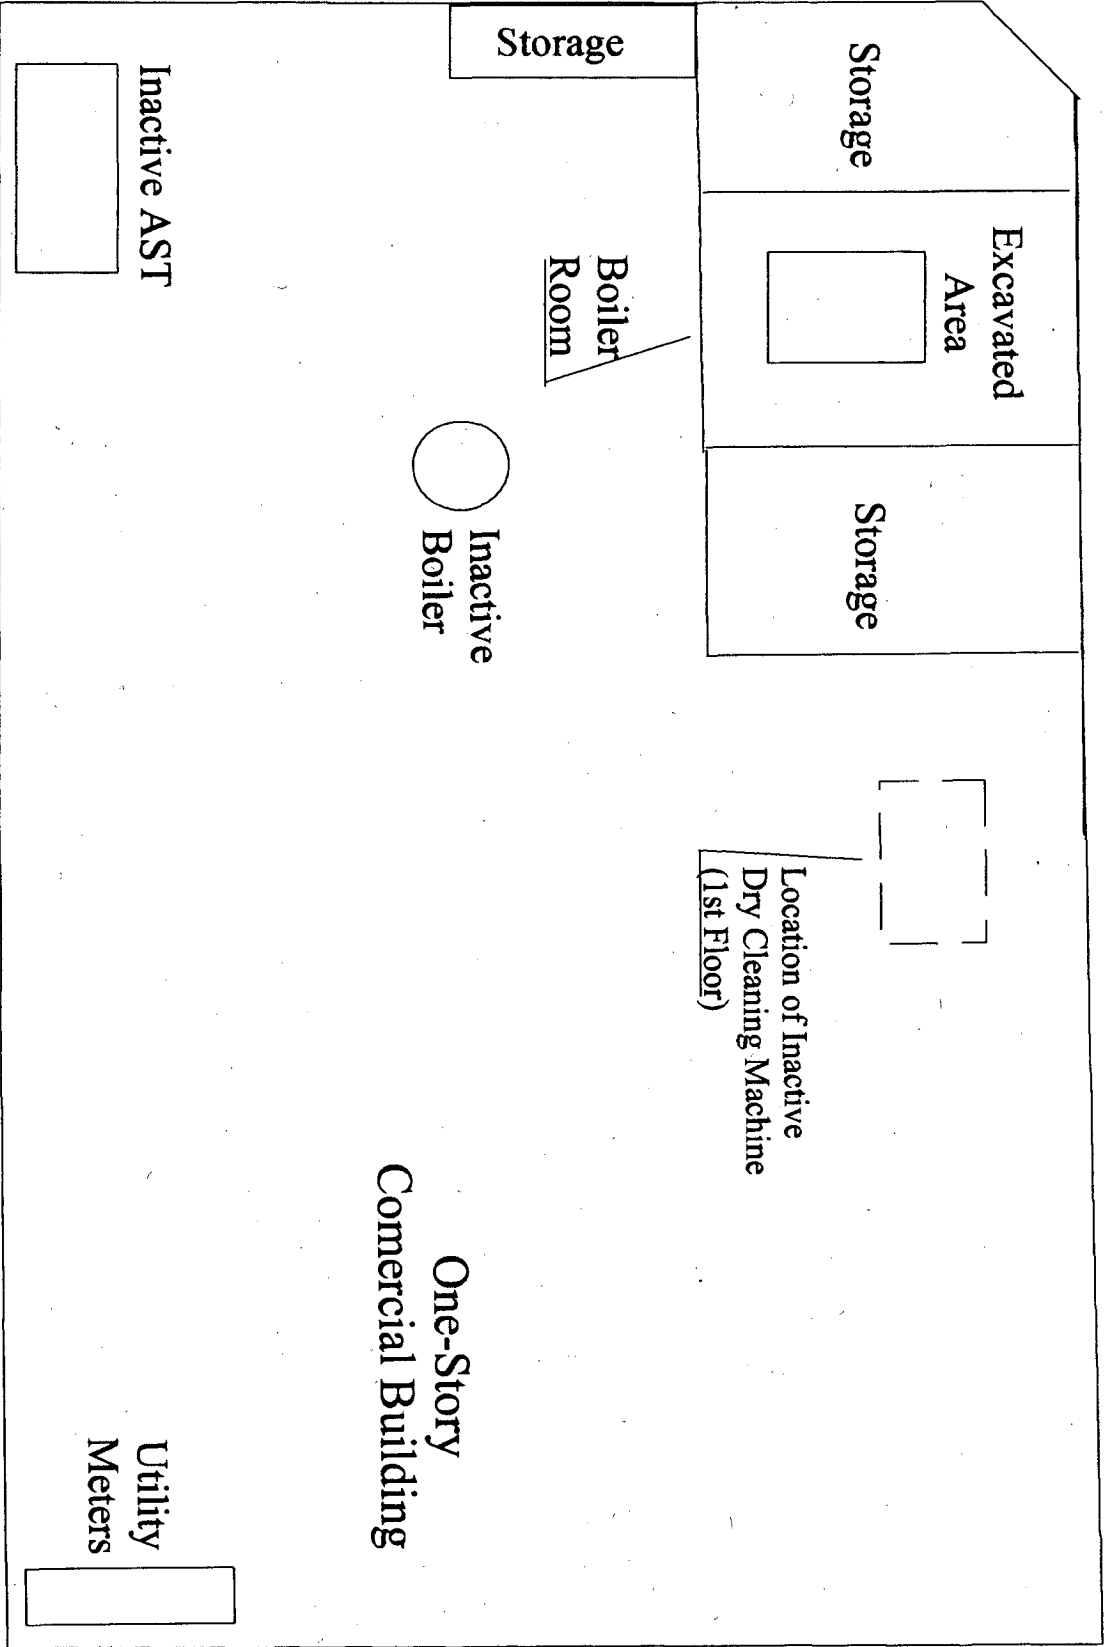 Storage
Storage
Excavated
Area
Storage
Inactive AST
Boiler
Room
Inactive
Boiler
Location of Inactive
Dry Cleaning Machine
(1st Floor)
One-Story
Comercial Building
Utility
Meters